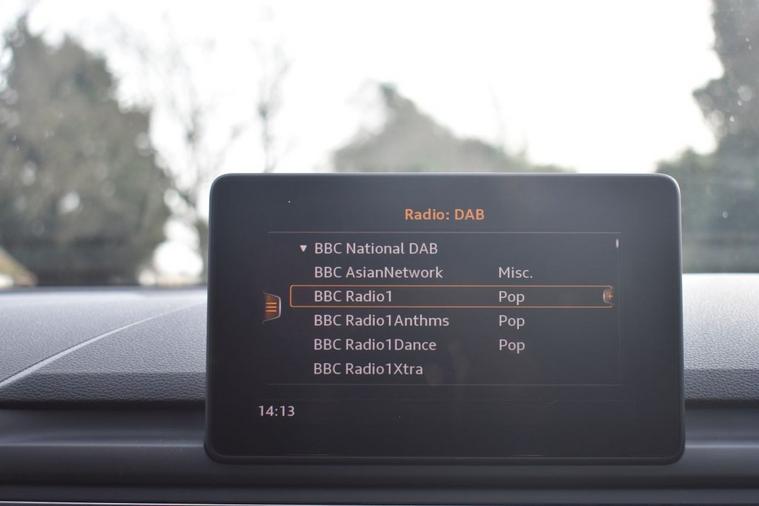 Radio: DAB
▼ BBC National DAB
BBC AsianNetwork Misc.
BBC Radio1 Pop
BBC Radio1Anthms Pop
BBC Radio1Dance Pop
BBC Radio1Xtra
14:13